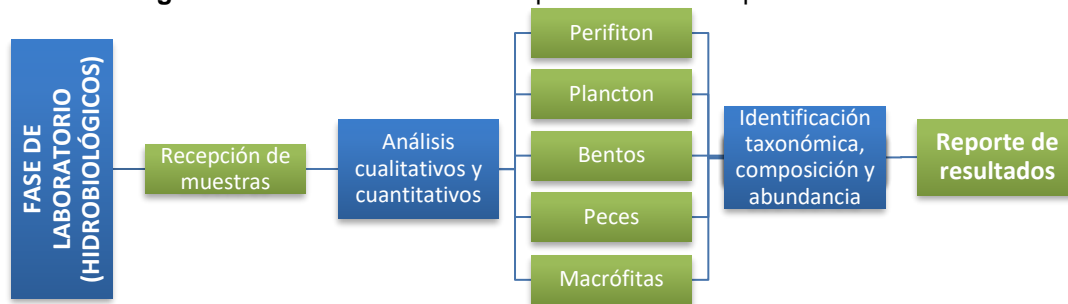 FASE DE
LABORATÓRIO
(HIDROBIOLÓGICOS)
Recepción de
muestras
Análisis
cualitativos y
cuantitativos
Perifiton
Plancton
Bentos
Peces
Macrófitas
Identificación
taxonómica,
composición y
abundancia
Reporte de
resultados